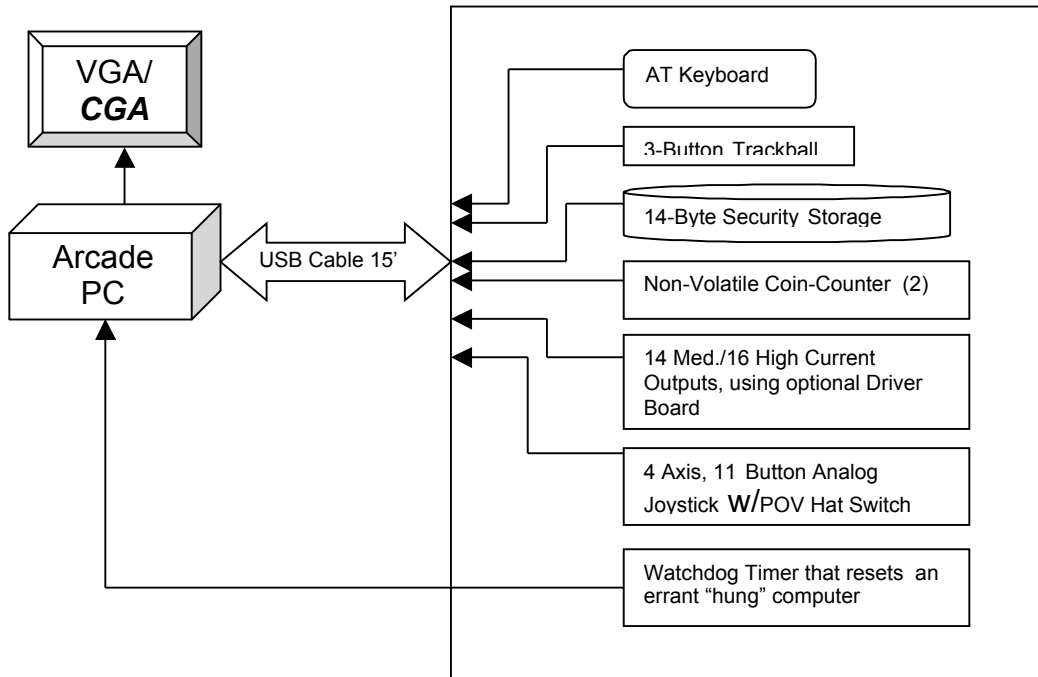 VGA/
CGA
Arcade
PC
USB Cable 15’
AT Keyboard
3-Button Trackball
14-Byte Security Storage
Non-Volatile Coin-Counter (2)
14 Med./16 High Current
Outputs, using optional Driver
Board
4 Axis, 11 Button Analog
Joystick W/POV Hat Switch
Watchdog Timer that resets an
errant “hung” computer